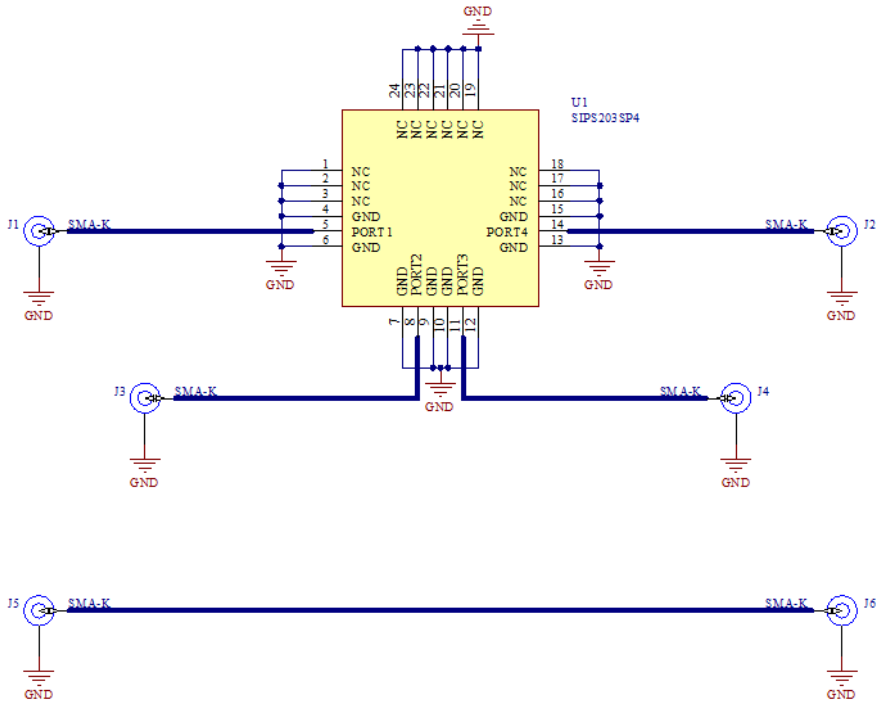 GND
24 23 22 21 20 19
NC NC NC NC NC NC
U1
SIPS203SP4
1 NC NC 18
2 NC NC 17
3 NC NC 16
4 GND GND 15
J1 SMA-K 5 PORT1 PORT4 14 SMA-K J2
6 GND GND 13
GND PORT2 GND GND PORT3 GND
7 8 9 10 11 12
GND GND
GND GND
J3 SMA-K SMA-K J4
GND
GND GND
J5 SMA-K SMA-K J6
GND GND